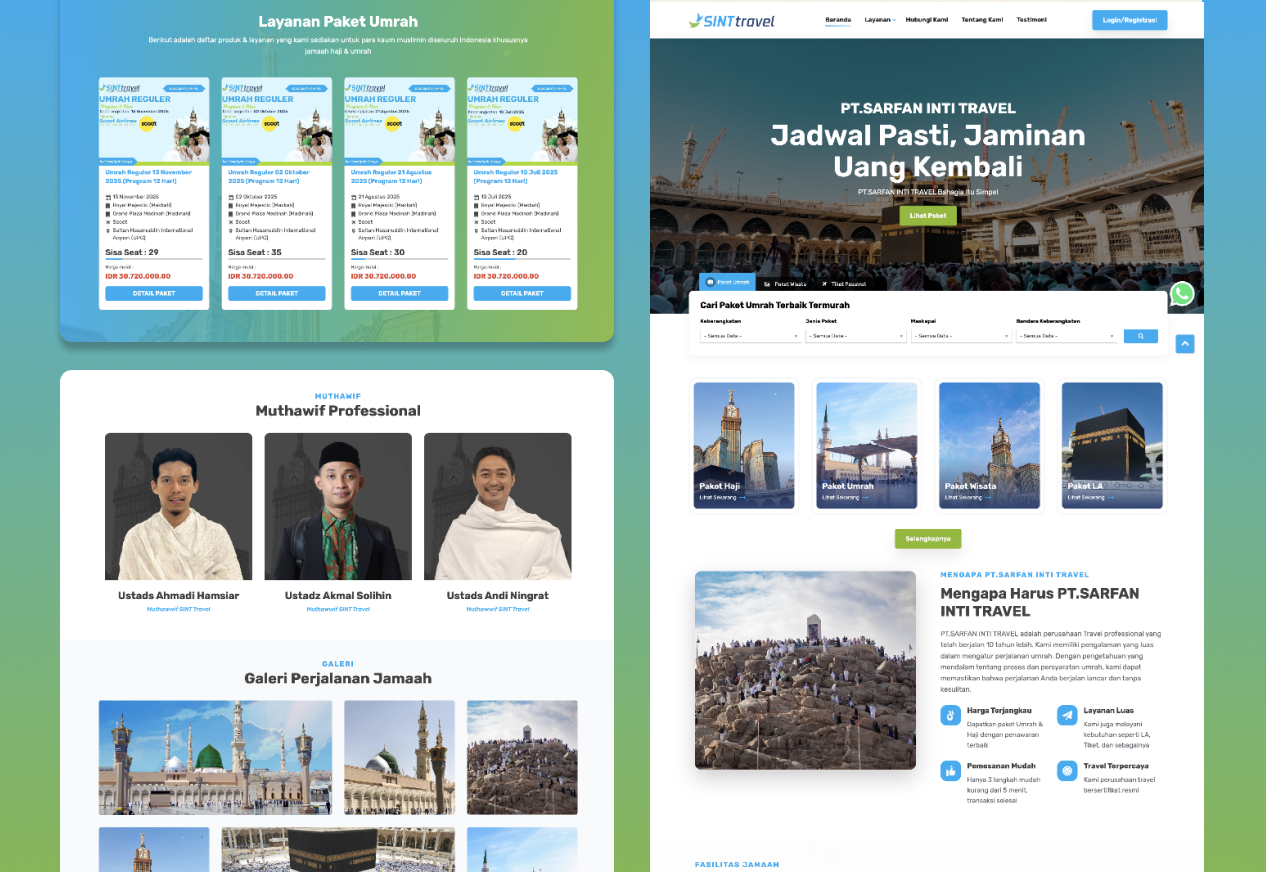 Layanan Paket Umrah
Berikut adalah daftar produk & layanan yang kami sediakan untuk para kaum muslimin diseluruh Indonesia khususnya
jamaah haji & umrah
SINTtravel
UMRAH REGULER
Scoot Airlines
scoot
Umrah Reguler 13 November
2025 (Program 12 Hari)
13 November 2025
Royal Majestic (Makkah)
Grand Plaza Madinah (Madinah)
Scoot
Sultan Hasanuddin International
Airport (UPG)
Sisa Seat : 29
Harga mulai :
IDR 30.720.000.00
DETAIL PAKET
SINTtravel
UMRAH REGULER
Scoot Airlines
scoot
Umrah Reguler 02 Oktober
2025 (Program 12 Hari)
02 Oktober 2025
Royal Majestic (Makkah)
Grand Plaza Madinah (Madinah)
Scoot
Sultan Hasanuddin International
Airport (UPG)
Sisa Seat : 35
Harga mulai :
IDR 30.720.000.00
DETAIL PAKET
SINTtravel
UMRAH REGULER
Scoot Airlines
scoot
Umrah Reguler 21 Agustus
2025 (Program 12 Hari)
21 Agustus 2025
Royal Majestic (Makkah)
Grand Plaza Madinah (Madinah)
Scoot
Sultan Hasanuddin International
Airport (UPG)
Sisa Seat : 30
Harga mulai :
IDR 30.720.000.00
DETAIL PAKET
SINTtravel
UMRAH REGULER
Scoot Airlines
scoot
Umrah Reguler 10 Juli 2025
(Program 12 Hari)
10 Juli 2025
Royal Majestic (Makkah)
Grand Plaza Madinah (Madinah)
Scoot
Sultan Hasanuddin International
Airport (UPG)
Sisa Seat : 20
Harga mulai :
IDR 30.720.000.00
DETAIL PAKET
MUTHAWIF
Muthawif Professional
Ustads Ahmadi Hamsiar
Muthawwif SINT Travel
Ustadz Akmal Solihin
Muthawwif SINT Travel
Ustads Andi Ningrat
Muthawwif SINT Travel
GALERI
Galeri Perjalanan Jamaah
SINTtravel
Beranda
Layanan
Hubungi Kami
Tentang Kami
Testimoni
Login/Registrasi
PT.SARFAN INTI TRAVEL
Jadwal Pasti, Jaminan
Uang Kembali
PT.SARFAN INTI TRAVEL Bahagia Itu Simpel
Lihat Paket
Paket Umrah
Paket Wisata
Tiket Pesawat
Cari Paket Umrah Terbaik Termurah
Keberangkatan
Jenis Paket
Maskapai
Bandara Keberangkatan
- Semua Data -
- Semua Data -
- Semua Data -
- Semua Data -
Paket Haji
Lihat Sekarang →
Paket Umrah
Lihat Sekarang →
Paket Wisata
Lihat Sekarang →
Paket LA
Lihat Sekarang →
Selengkapnya
MENGAPA PT.SARFAN INTI TRAVEL
Mengapa Harus PT.SARFAN
INTI TRAVEL
PT.SARFAN INTI TRAVEL adalah perusahaan Travel professional yang
telah berjalan 10 tahun lebih. Kami memiliki pengalaman yang luas
dalam mengatur perjalanan umrah. Dengan pengetahuan yang
mendalam tentang proses dan persyaratan umrah, kami dapat
memastikan bahwa perjalanan Anda berjalan lancar dan tanpa
kesulitan.
Harga Terjangkau
Dapatkan paket Umrah &
Haji dengan penawaran
terbaik
Layanan Luas
Kami juga melayani
kebutuhan seperti LA,
Tiket, dan sebagainya
Pemesanan Mudah
Hanya 3 langkah mudah
kurang dari 5 menit,
transaksi selesai
Travel Terpercaya
Kami perusahaan travel
bersertifikat resmi
FASILITAS JAMAAH